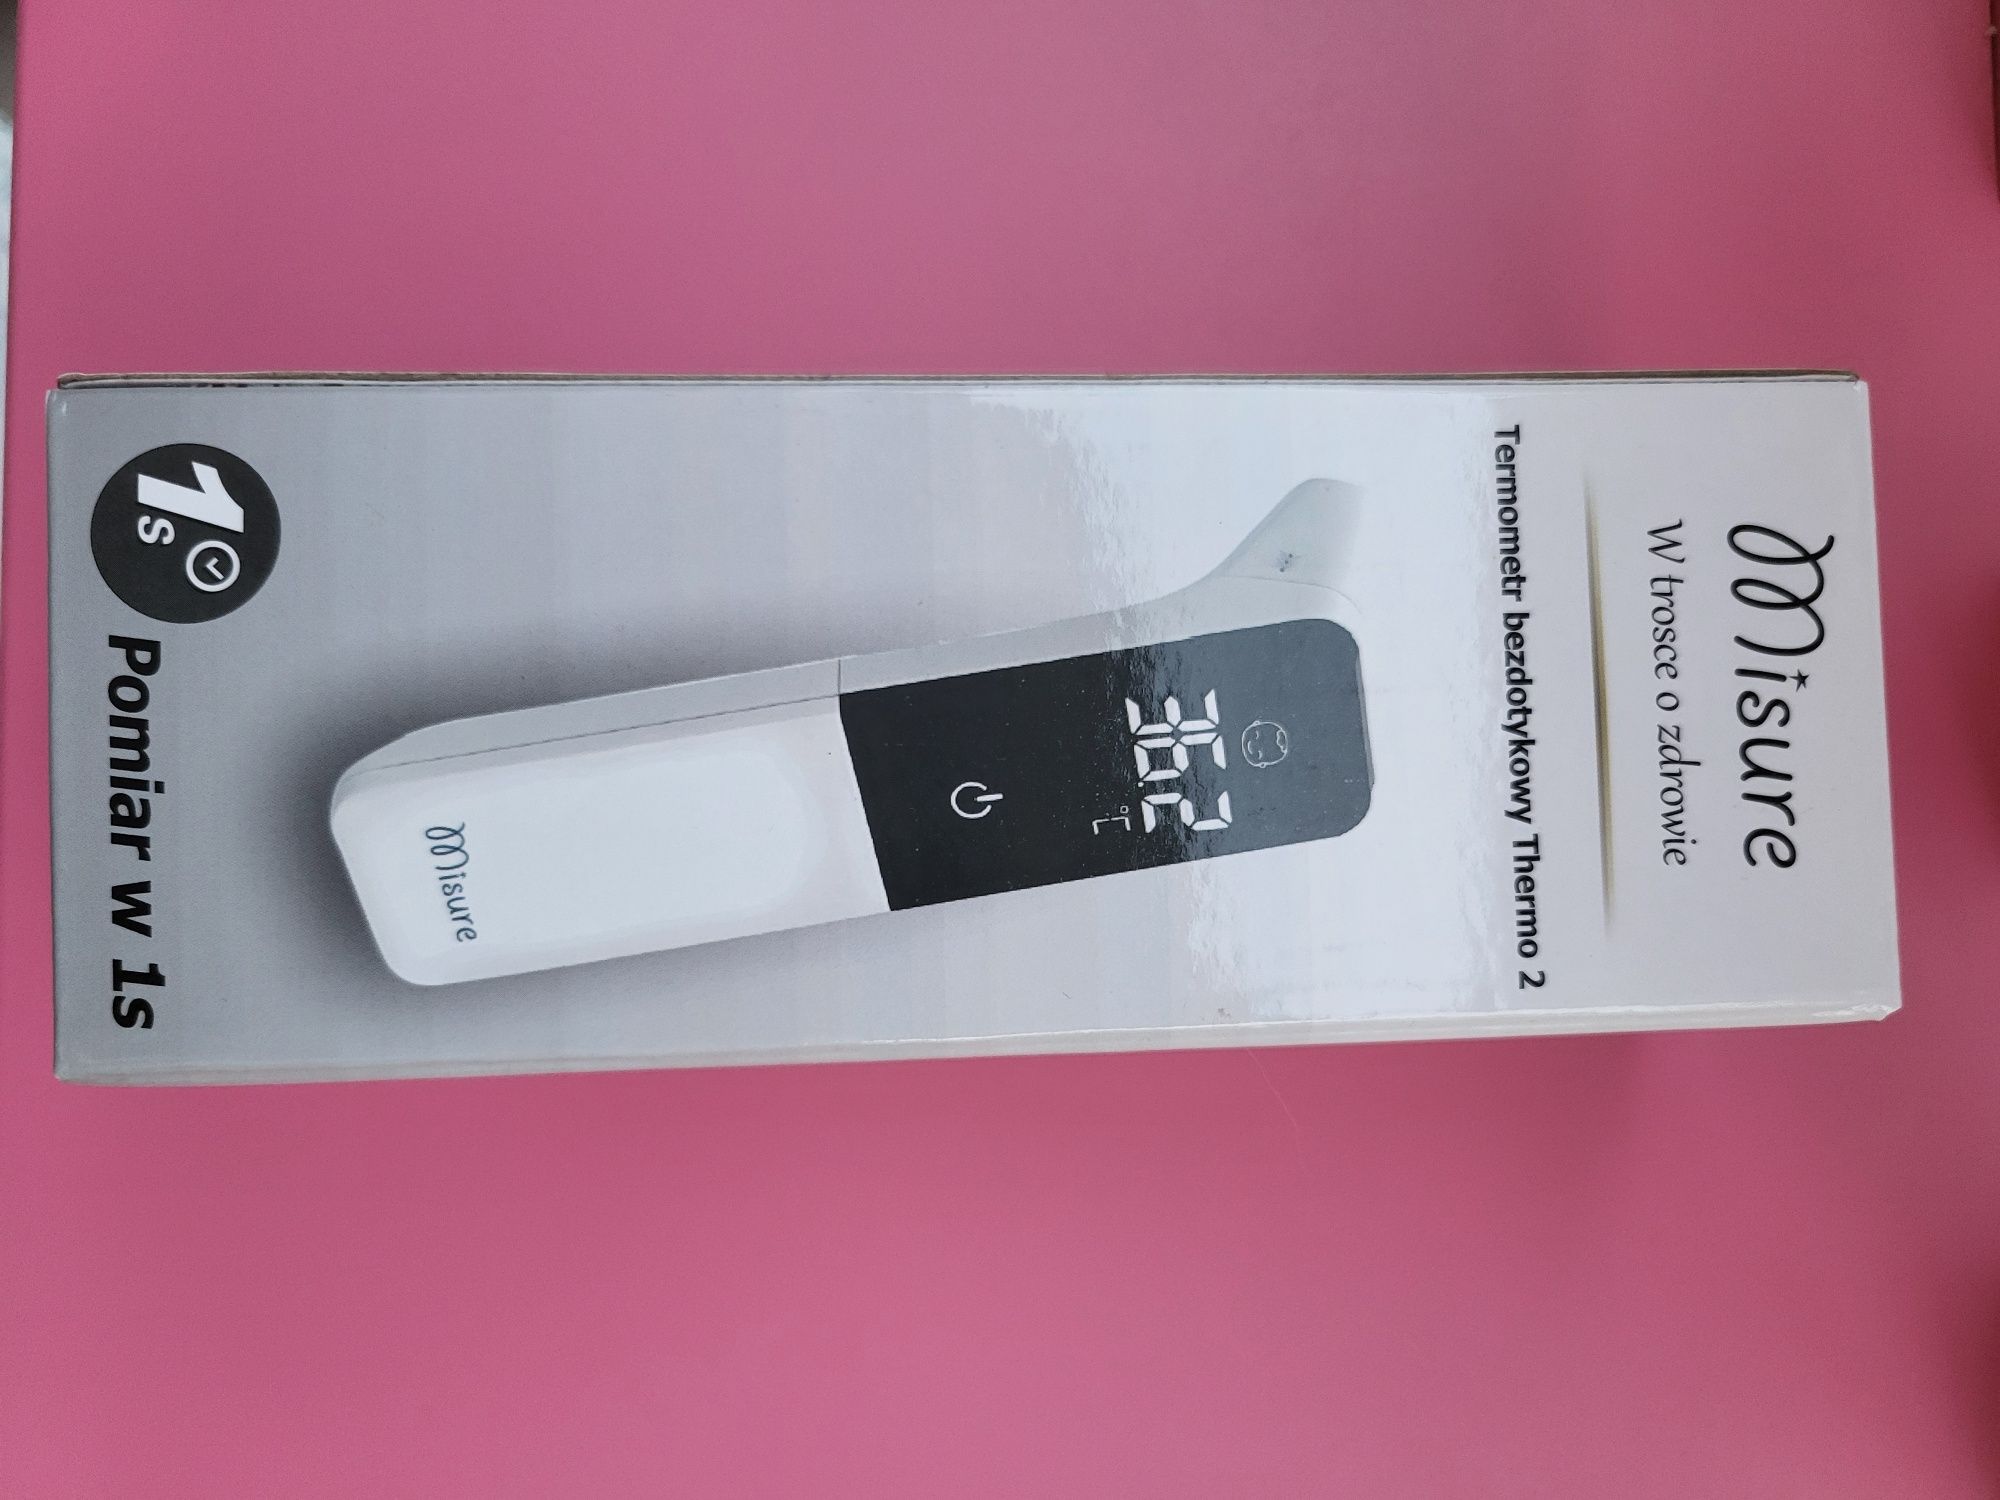 Misure
W trosce o zdrowie
Termometr bezdotykowy Thermo 2
36.2
°C
Misure
1s
Pomiar w 1s